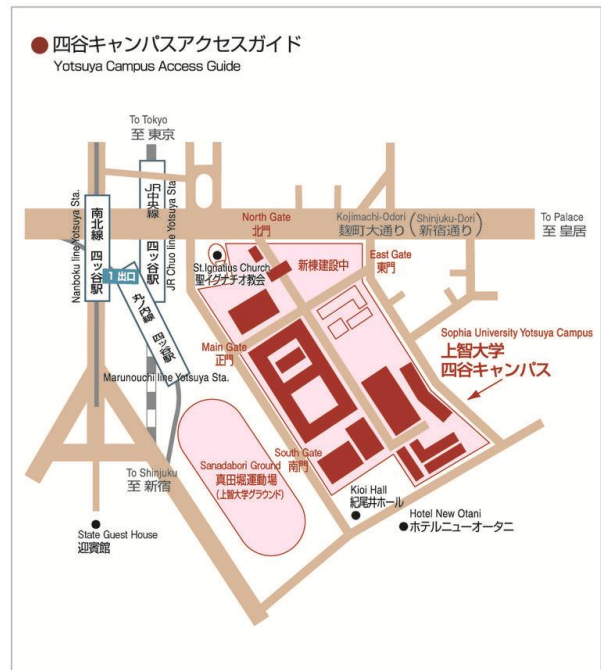 ● 四谷キャンパスアクセスガイド
Yotsuya Campus Access Guide
To Tokyo
至 東京
Nanboku line Yotsuya Sta.
南北線 四ツ谷駅
JR中央線 四ツ谷駅
JR Chuo line Yotsuya Sta
North Gate
北門
Kojimachi-Odori (Shinjuku-Dori)
麹町大通り(新宿通り)
To Palace
至 皇居
St.Ignatius Church
聖イグナチオ教会
新棟建設中
East Gate
東門
1 出口
丸ノ内線 四ッ谷駅
Marunouchi line Yotsuya Sta.
Main Gate
正門
Sophia University Yotsuya Campus
上智大学
四谷キャンパス
South Gate
南門
Sanadabori Ground
真田堀運動場
(上智大学グラウンド)
To Shinjuku
至 新宿
Kioi Hall
紀尾井ホール
Hotel New Otani
ホテルニューオータニ
State Guest House
迎賓館